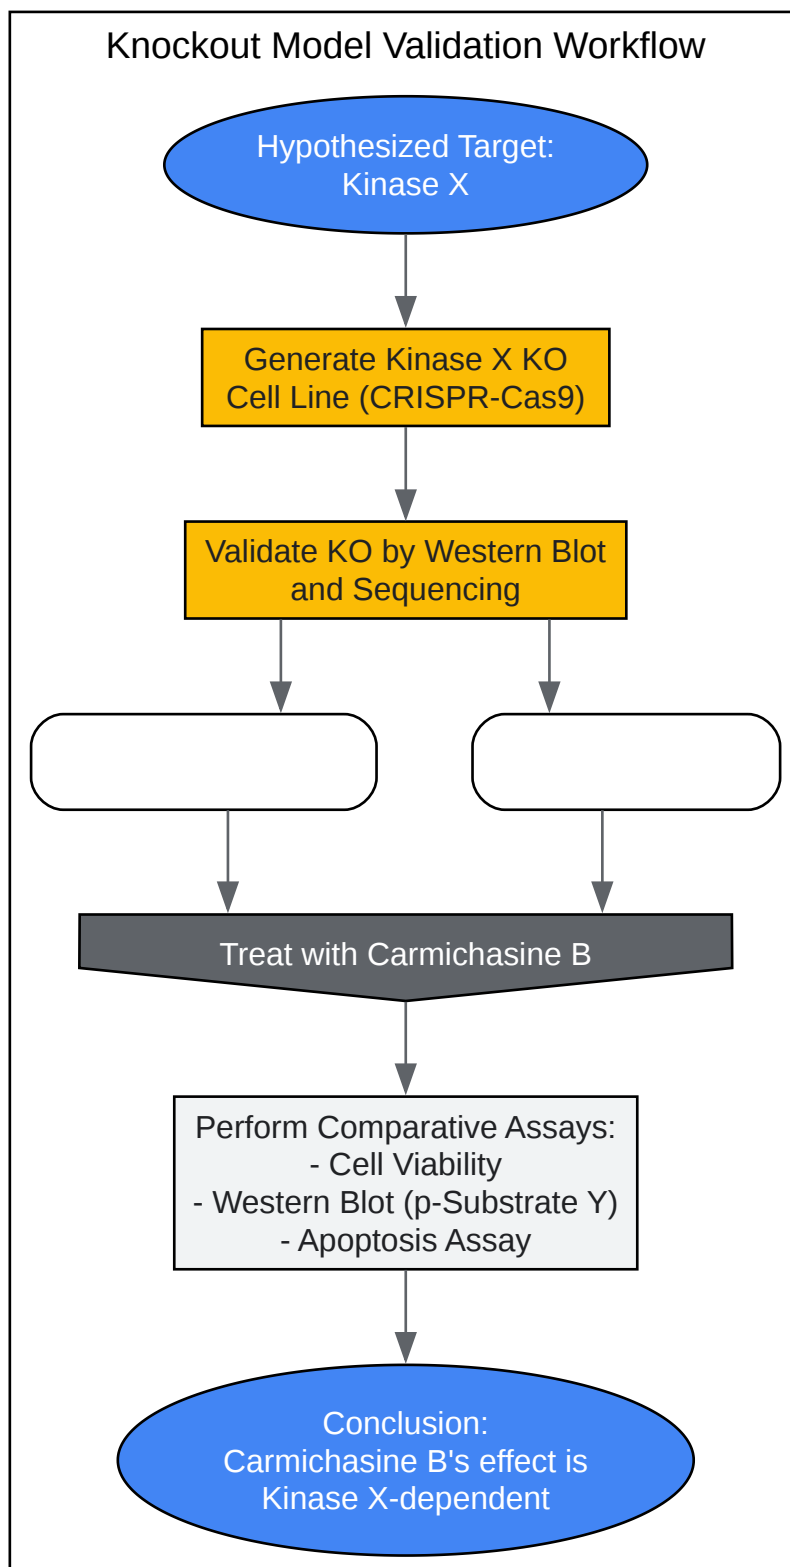 Knockout Model Validation Workflow
Hypothesized Target:
Kinase X
Generate Kinase X KO
Cell Line (CRISPR-Cas9)
Validate KO by Western Blot
and Sequencing
Treat with Carmichasine B
Perform Comparative Assays:
- Cell Viability
- Western Blot (p-Substrate Y)
- Apoptosis Assay
Conclusion:
Carmichasine B's effect is
Kinase X-dependent